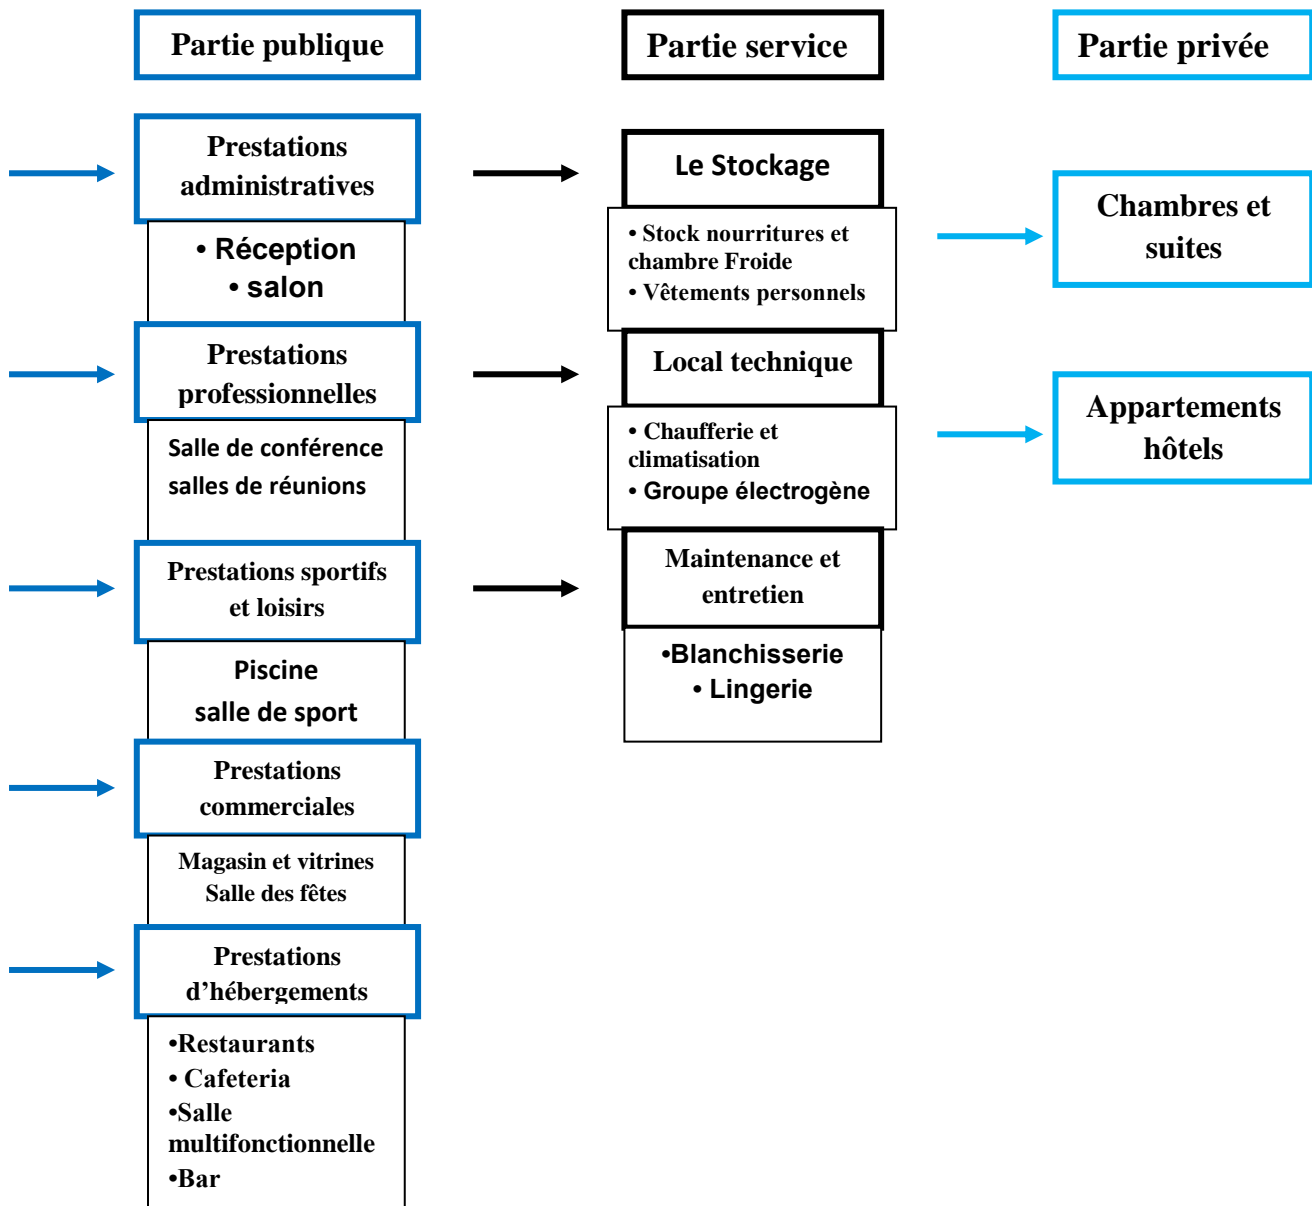 Partie publique
Partie service
Partie privée
Prestations
administratives
• Réception
• salon
Prestations
professionnelles
Salle de conférence
salles de réunions
Prestations sportifs
et loisirs
Piscine
salle de sport
Prestations
commerciales
Magasin et vitrines
Salle des fêtes
Prestations
d’hébergements
•Restaurants
• Cafeteria
•Salle
multifonctionnelle
•Bar
Le Stockage
• Stock nourritures et
chambre Froide
• Vêtements personnels
Local technique
• Chaufferie et
climatisation
• Groupe électrogène
Maintenance et
entretien
•Blanchisserie
• Lingerie
Chambres et
suites
Appartements
hôtels